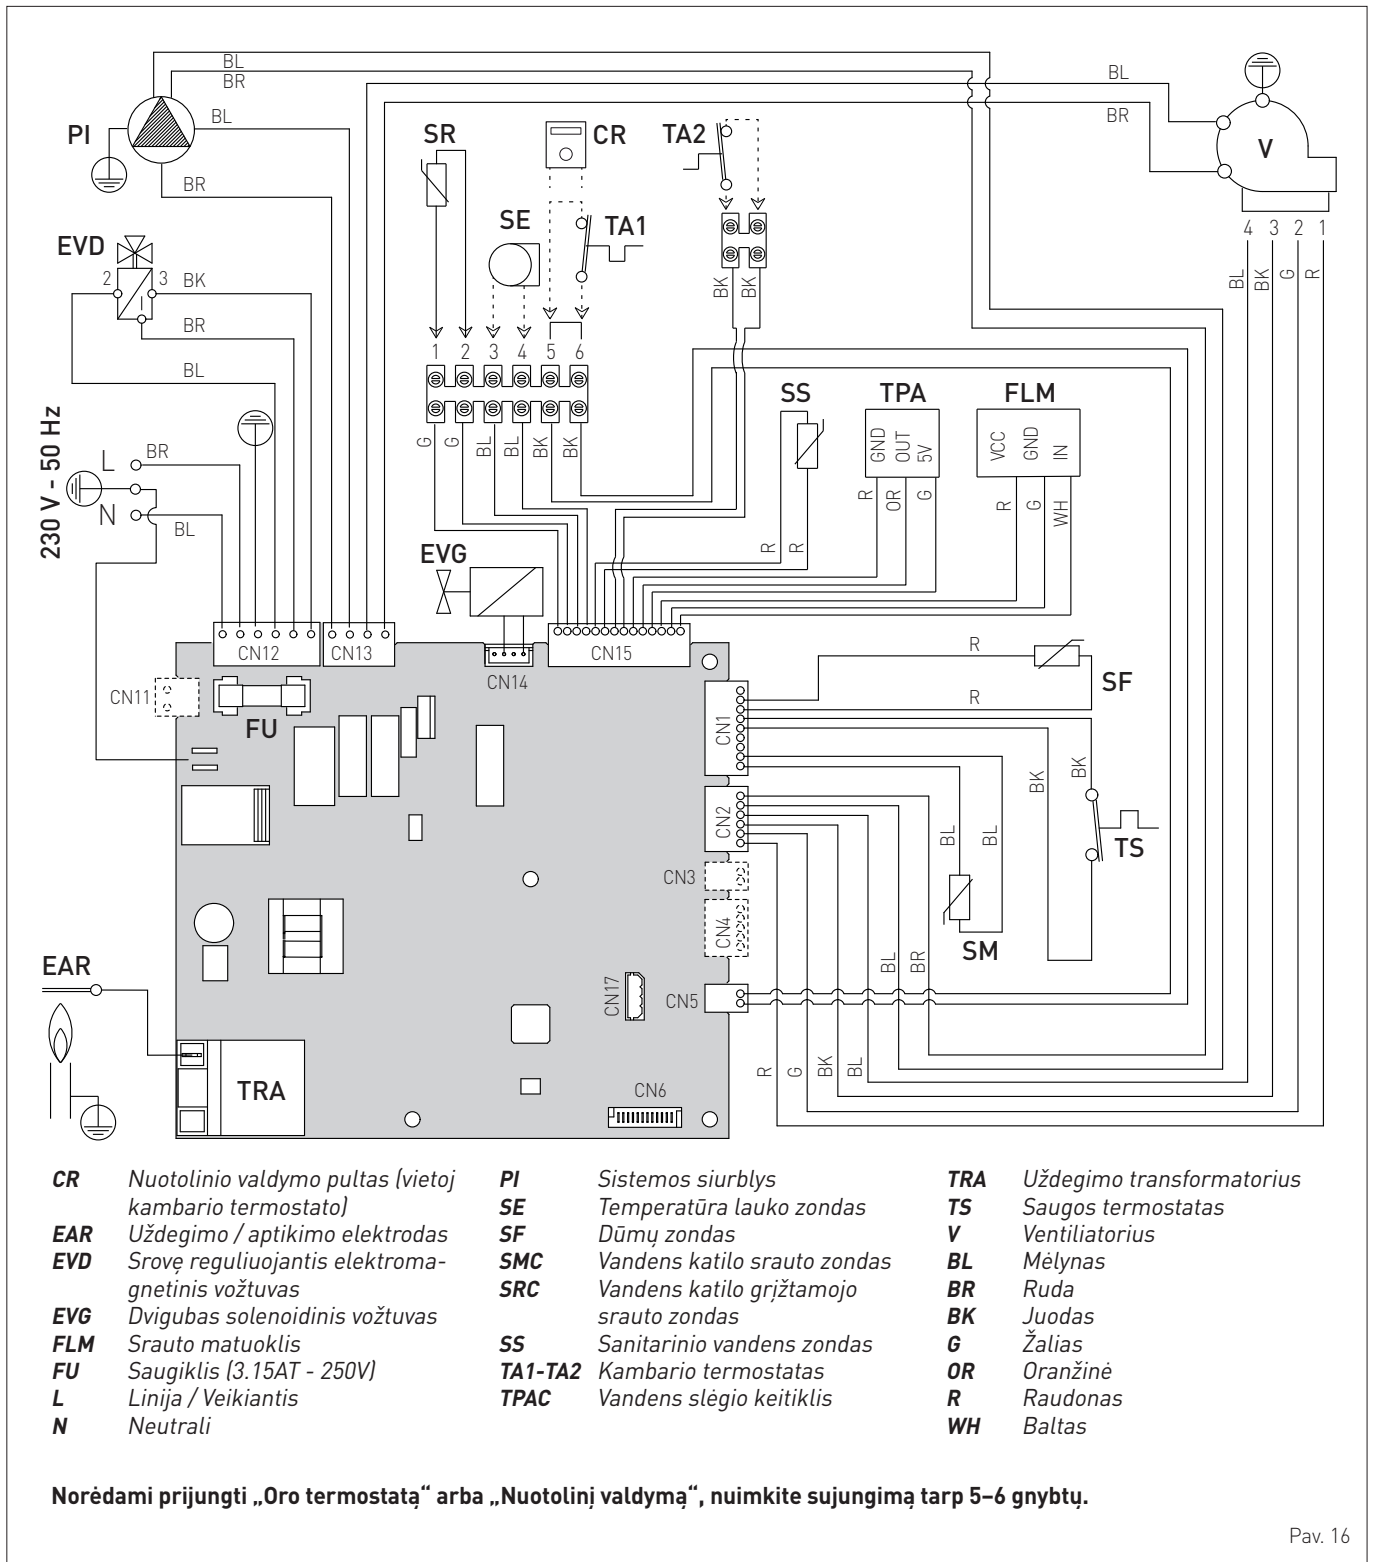 BL
BR
BL
BR
PI
BL
BR
SR
CR
TA2
V
4 3 2 1
BL
BK
G
R
EVD
2
3
BK
BR
BL
SE
TA1
BK
BK
1 2 3 4 5 6
G
G
BL
BL
BK
BK
230 V - 50 Hz
L
BR
N
BL
SS
TPA
FLM
GND
OUT
5V
VCC
GND
IN
R
R
R
OR
G
R
G
WH
EVG
CN12
CN13
CN14
CN15
CN11
FU
R
SF
R
CN1
BK
BK
TS
CN2
BL
BL
SM
CN3
CN4
BL
BR
CN17
CN5
EAR
TRA
CN6
R
G
BK
BL
CR Nuotolinio valdymo pultas (vietoj
kambario termostato)
EAR Uždegimo / aptikimo elektrodas
EVD Srovę reguliuojantis elektroma-
gnetinis vožtuvas
EVG Dvigubas solenoidinis vožtuvas
FLM Srauto matuoklis
FU Saugiklis (3.15AT - 250V)
L Linija / Veikiantis
N Neutrali
PI Sistemos siurblys
SE Temperatūra lauko zondas
SF Dūmų zondas
SMC Vandens katilo srauto zondas
SRC Vandens katilo grįžtamojo
srauto zondas
SS Sanitarinio vandens zondas
TA1-TA2 Kambario termostatas
TPAC Vandens slėgio keitiklis
TRA Uždegimo transformatorius
TS Saugos termostatas
V Ventiliatorius
BL Mėlynas
BR Ruda
BK Juodas
G Žalias
OR Oranžinė
R Raudonas
WH Baltas
Norėdami prijungti „Oro termostatą“ arba „Nuotolinį valdymą“, nuimkite sujungimą tarp 5–6 gnybtų.
Pav. 16